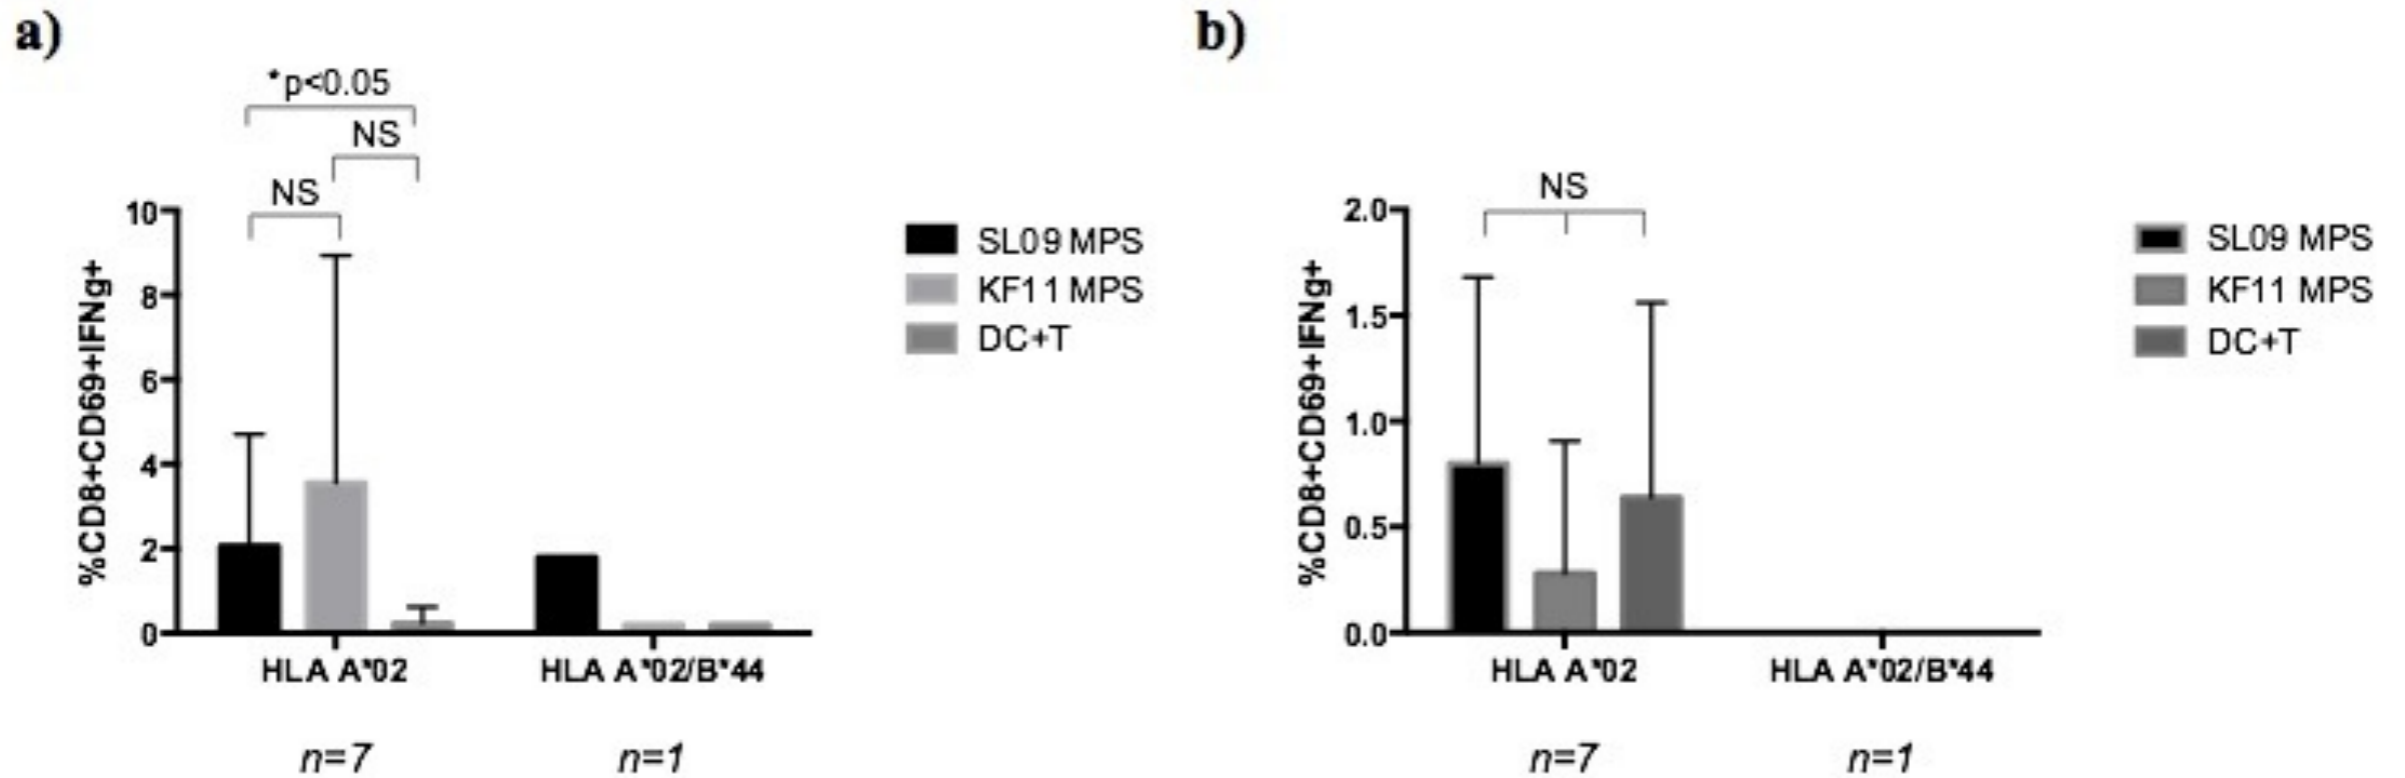 a)
*p<0.05
NS
NS
10
8
6
4
2
0
%CD8+CD69+IFNg+
SL09 MPS
KF11 MPS
DC+T
HLA A*02
HLA A*02/B*44
n=7
n=1
b)
NS
2.0
1.5
1.0
0.5
0.0
%CD8+CD69+IFNg+
SL09 MPS
KF11 MPS
DC+T
HLA A*02
HLA A*02/B*44
n=7
n=1